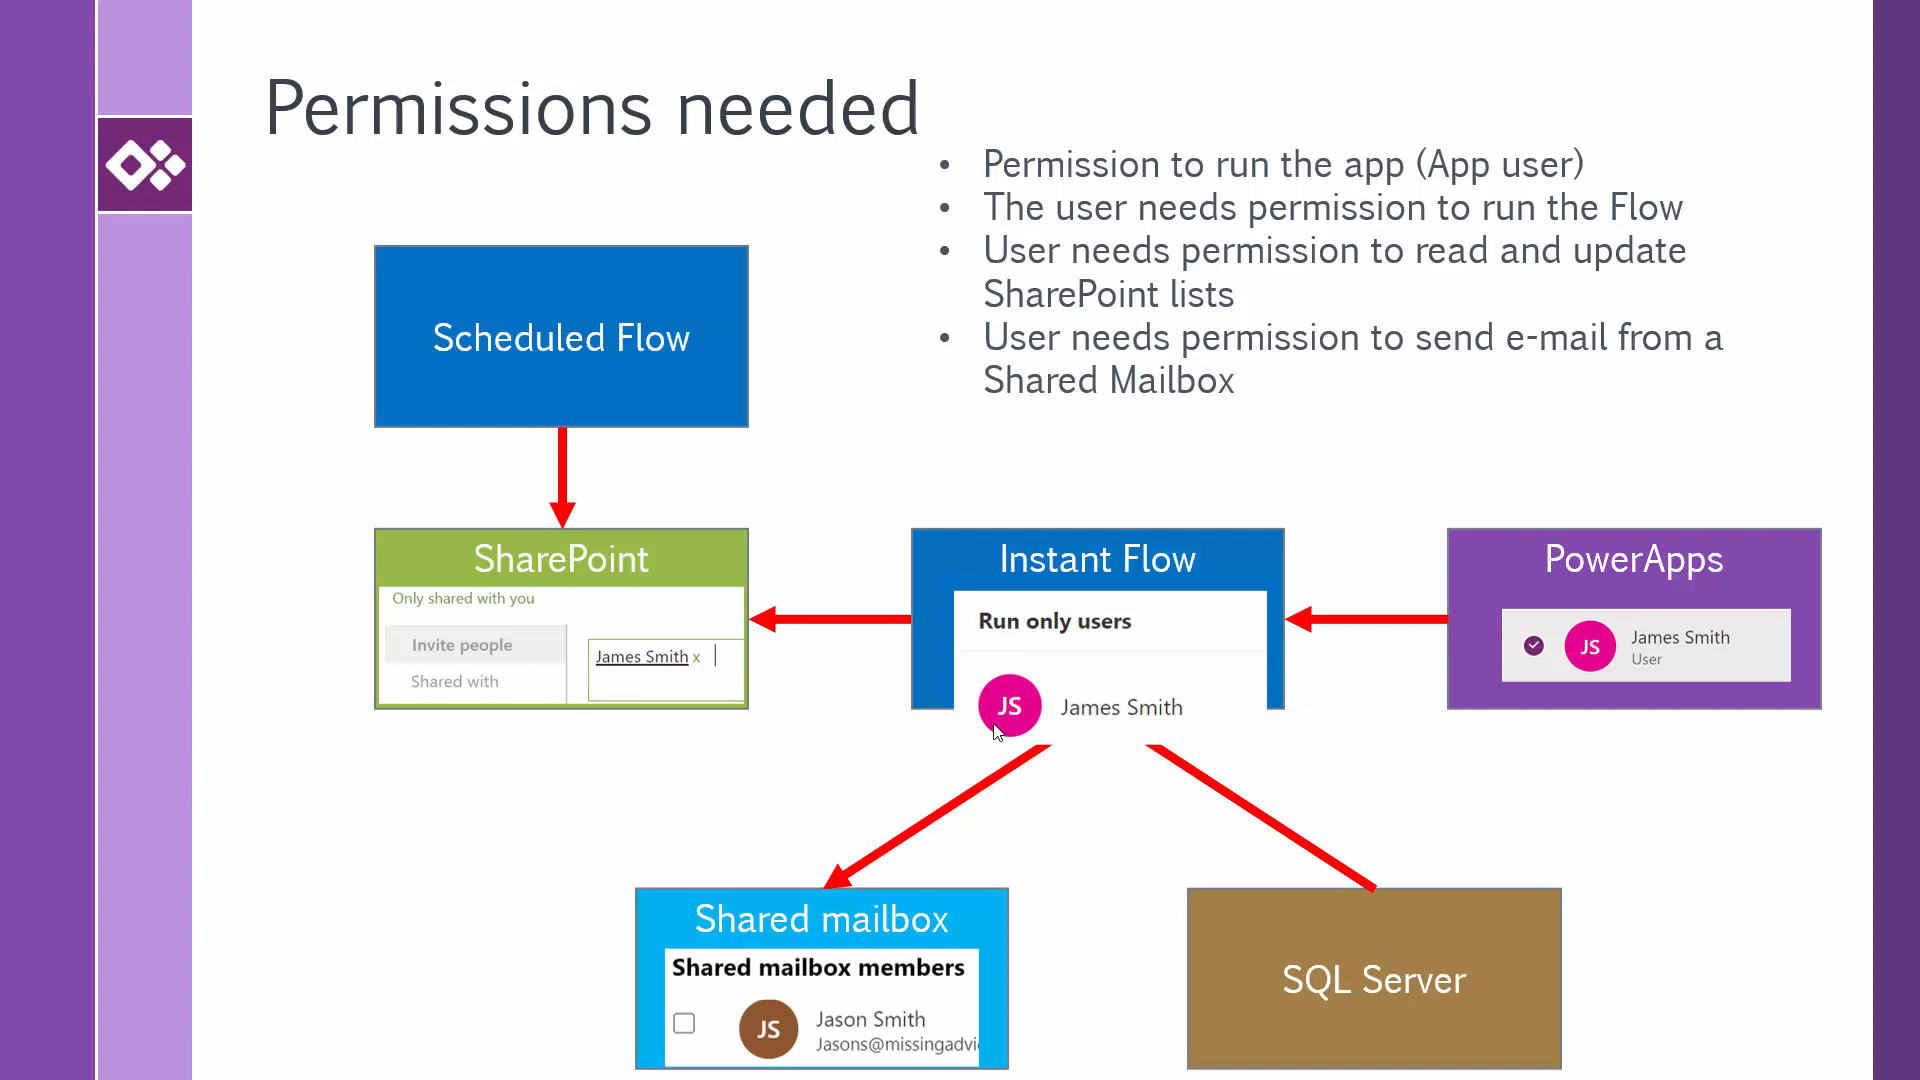 Permissions needed
• Permission to run the app (App user)
• The user needs permission to run the Flow
• User needs permission to read and update
SharePoint lists
• User needs permission to send e-mail from a
Shared Mailbox
Scheduled Flow
SharePoint
Only shared with you
Invite people
James Smith x
Shared with
Instant Flow
Run only users
JS
James Smith
PowerApps
JS
James Smith
User
Shared mailbox
Shared mailbox members
JS
Jason Smith
Jasons@missingadvi
SQL Server